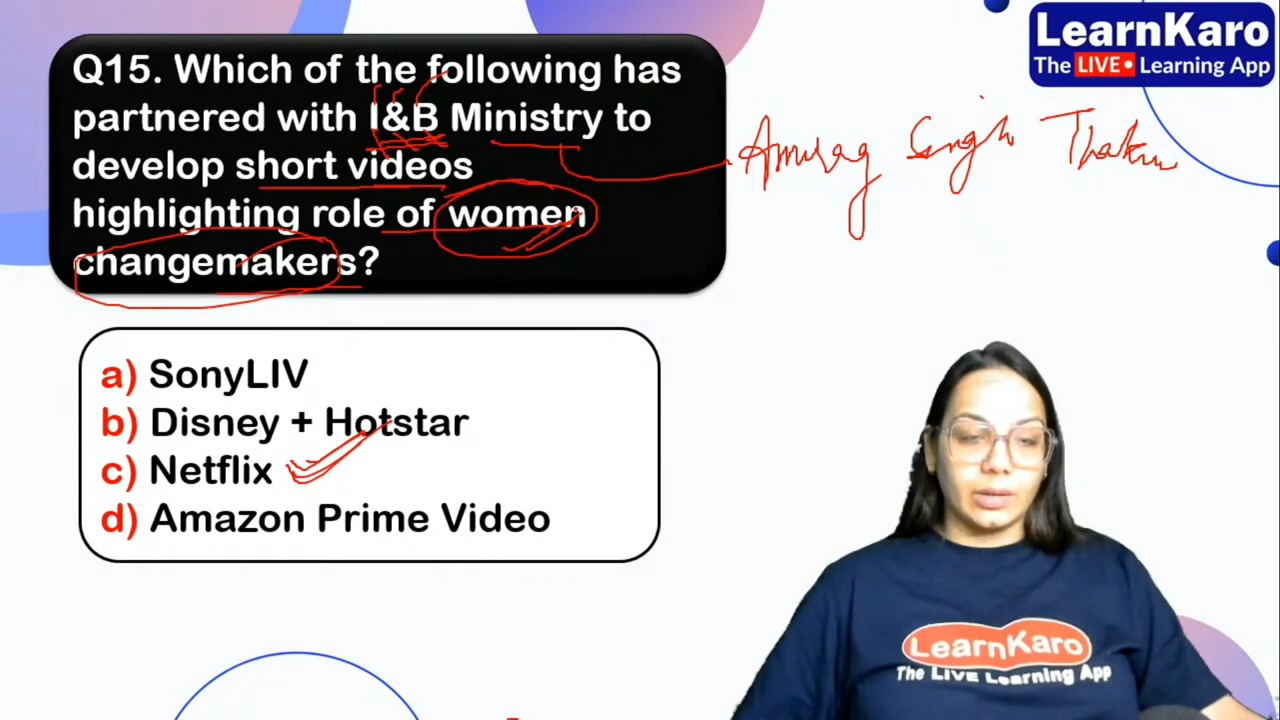 LearnKaro
The LIVE Learning App
Q15. Which of the following has
partnered with I&B Ministry to
develop short videos
highlighting role of women
changemakers?
Anurag Singh Thakur
a) SonyLIV
b) Disney + Hotstar
c) Netflix
d) Amazon Prime Video
LearnKaro
The LIVE Learning App